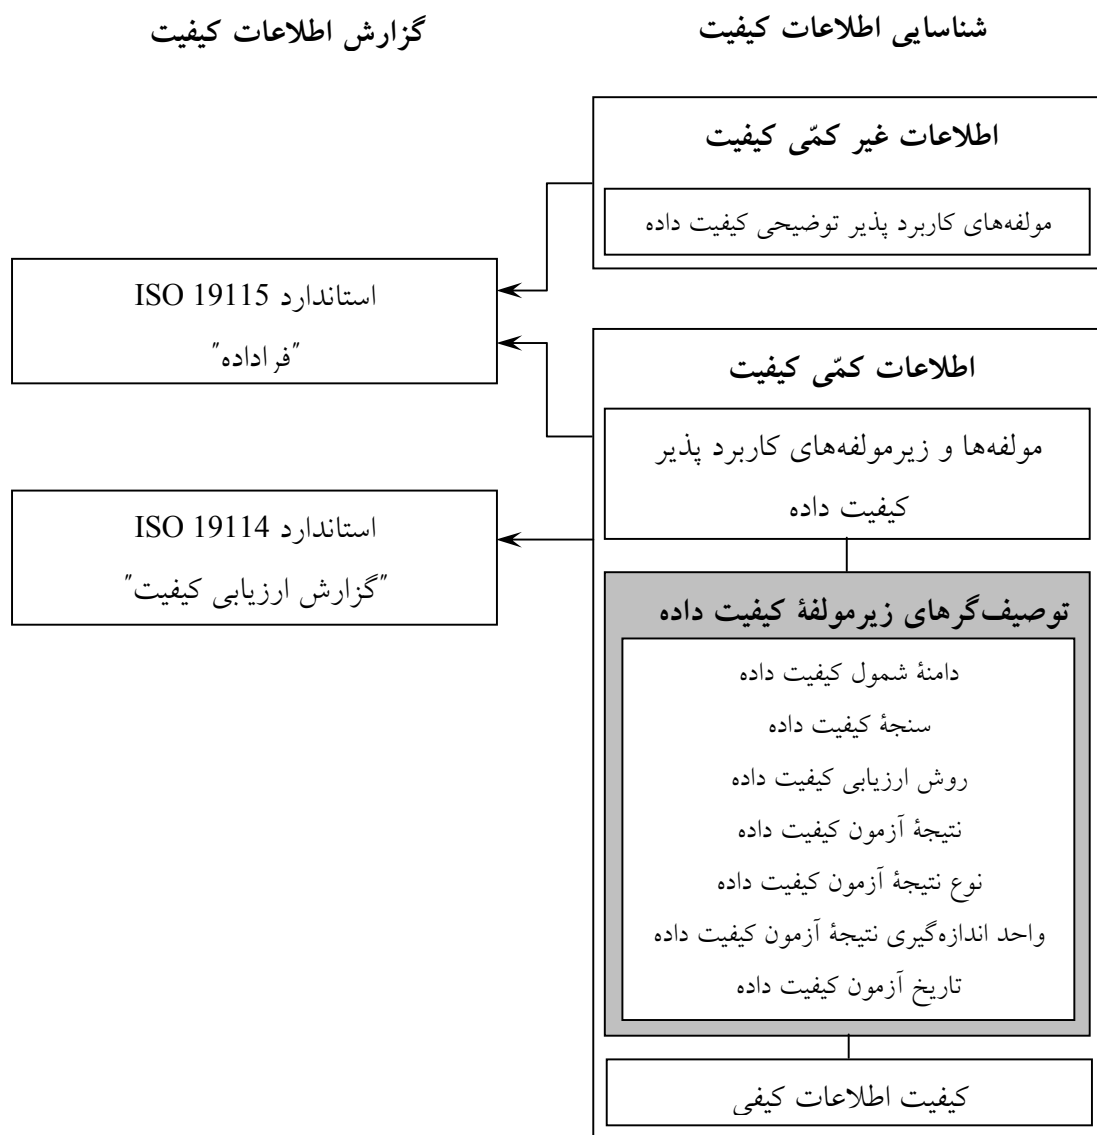 شناسایی اطلاعات کیفیت
گزارش اطلاعات کیفیت
اطلاعات غیر کمّی کیفیت
مولفه‌های کاربرد پذیر توضیحی کیفیت داده
استاندارد ISO 19115
"فراداده"
اطلاعات کمّی کیفیت
مولفه‌ها و زیرمولفه‌های کاربرد پذیر
کیفیت داده
استاندارد ISO 19114
"گزارش ارزیابی کیفیت"
توصیف‌گرهای زیرمولفهٔ کیفیت داده
دامنهٔ شمول کیفیت داده
سنجهٔ کیفیت داده
روش ارزیابی کیفیت داده
نتیجهٔ آزمون کیفیت داده
نوع نتیجهٔ آزمون کیفیت داده
واحد اندازه‌گیری نتیجهٔ آزمون کیفیت داده
تاریخ آزمون کیفیت داده
کیفیت اطلاعات کیفی